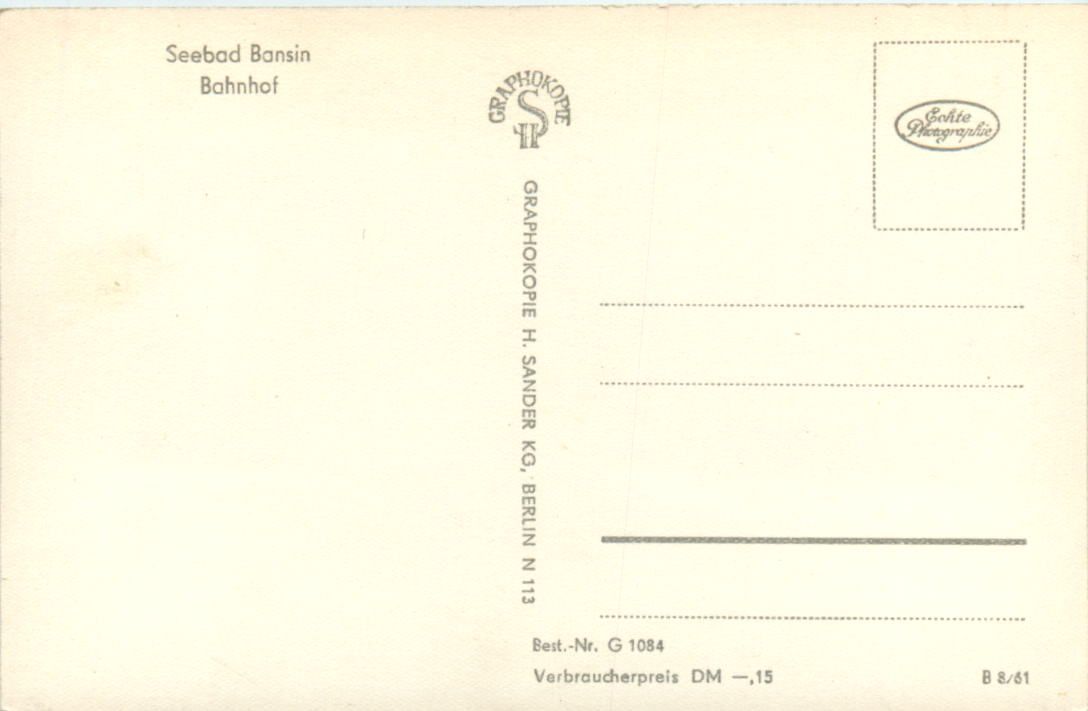 Seebad Bansin
Bahnhof
GRAPHOKOPIE
SH
GRAPHOKOPIE H. SANDER KG, BERLIN N 113
Echte
Photographie
Best.-Nr. G 1084
Verbraucherpreis DM —,15
B 8/61